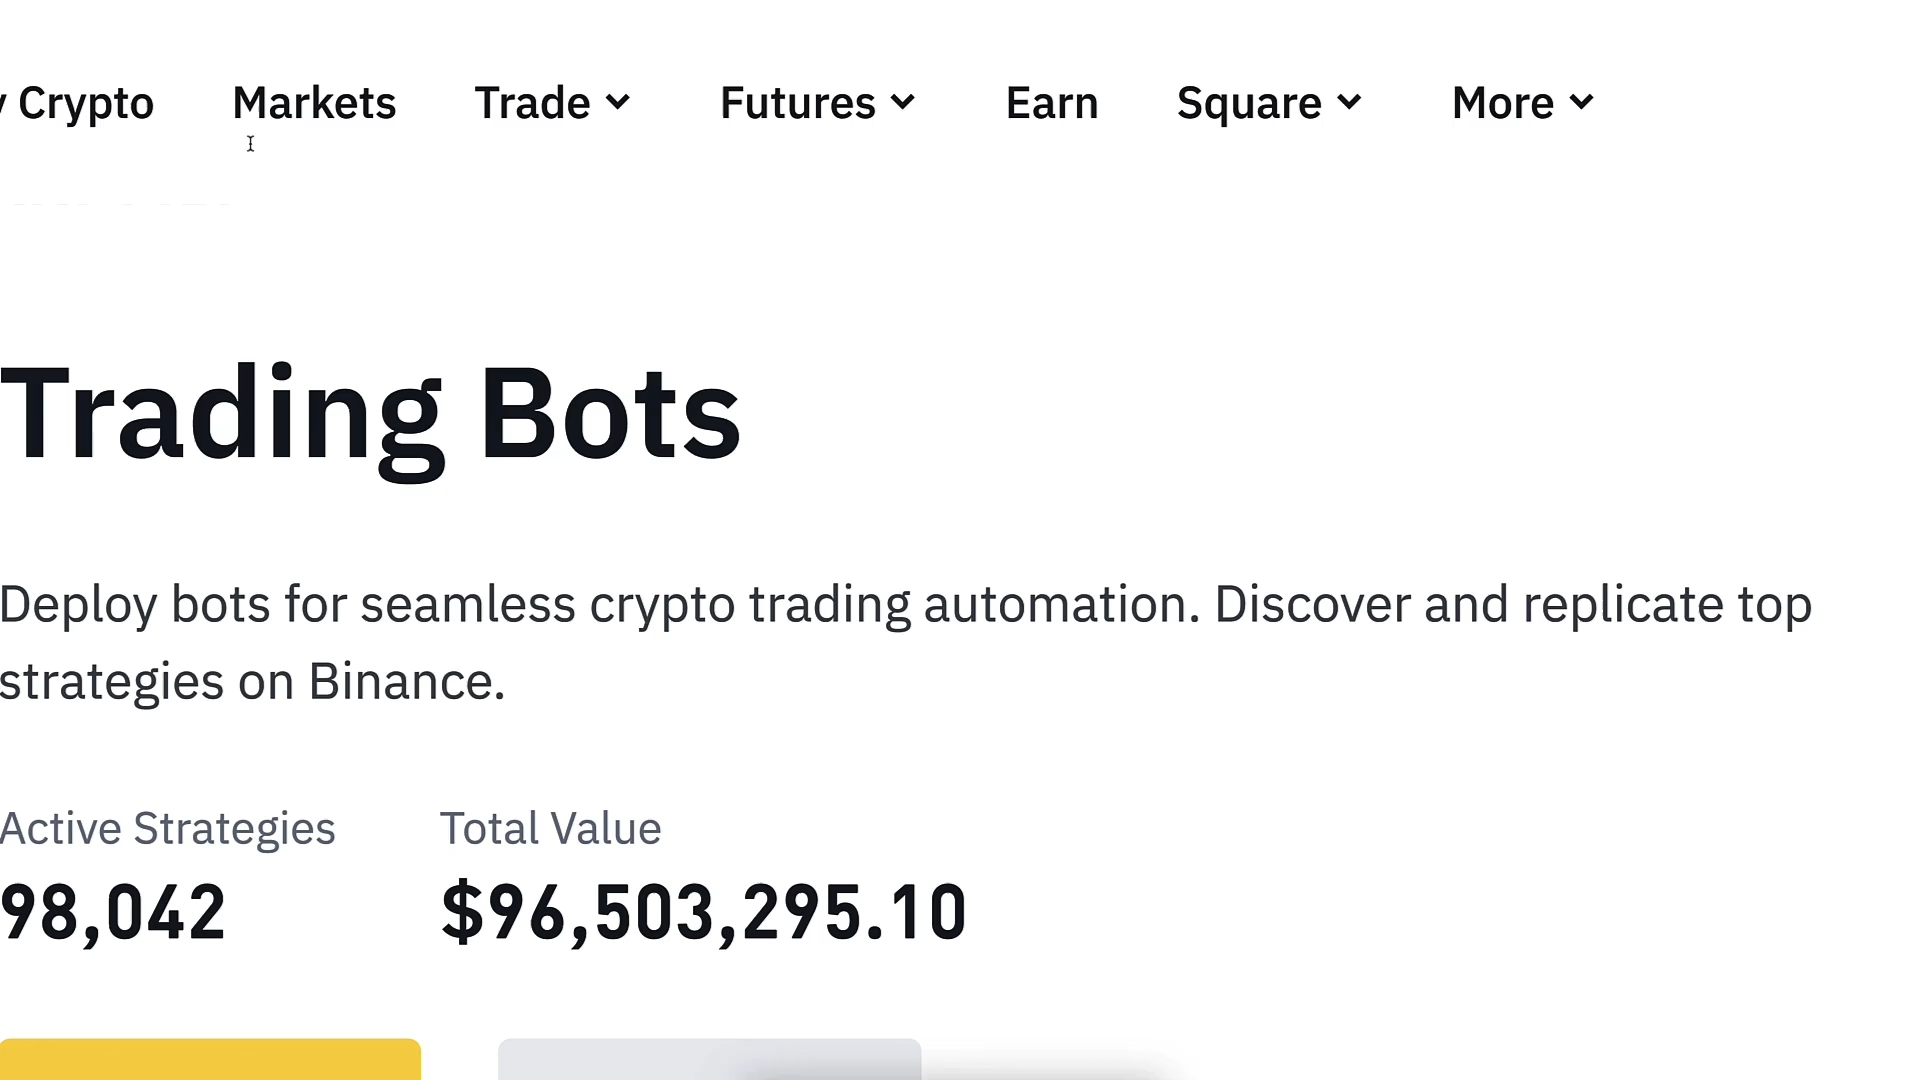 Crypto Markets Trade Futures Earn Square More
Trading Bots
Deploy bots for seamless crypto trading automation. Discover and replicate top
strategies on Binance.
Active Strategies Total Value
98,042 $96,503,295.10